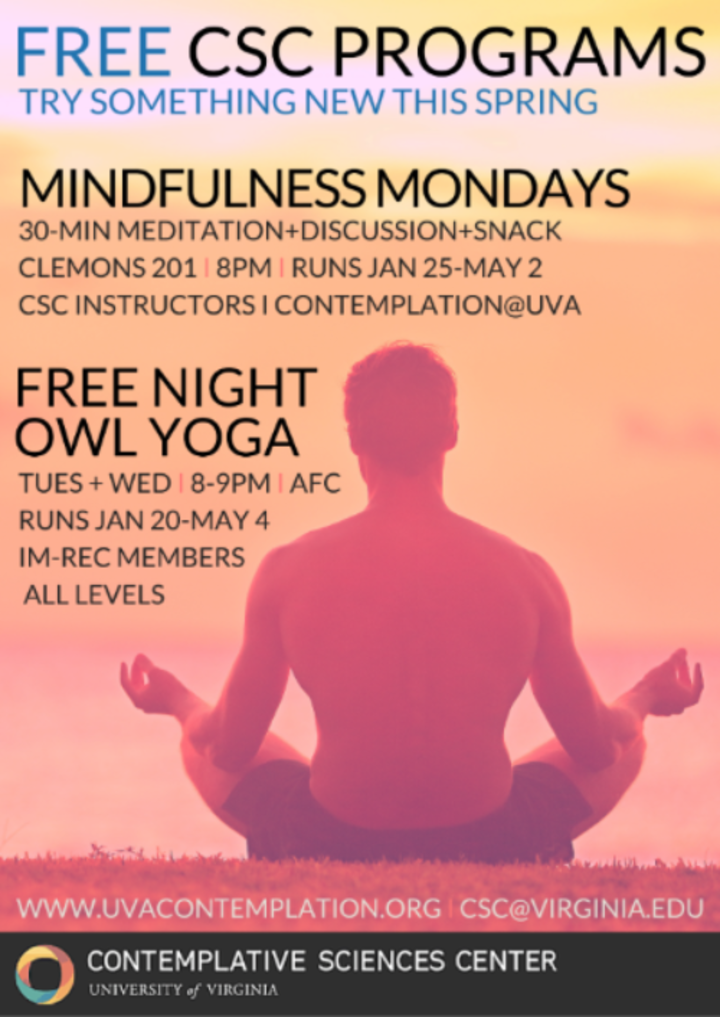 FREE CSC PROGRAMS
TRY SOMETHING NEW THIS SPRING
MINDFULNESS MONDAYS
30-MIN MEDITATION+DISCUSSION+SNACK
CLEMONS 201 | 8PM | RUNS JAN 25-MAY 2
CSC INSTRUCTORS I CONTEMPLATION@UVA
FREE NIGHT
OWL YOGA
TUES + WED | 8-9PM | AFC
RUNS JAN 20-MAY 4
IM-REC MEMBERS
ALL LEVELS
WWW.UVACONTEMPLATION.ORG | CSC@VIRGINIA.EDU
CONTEMPLATIVE SCIENCES CENTER
UNIVERSITY of VIRGINIA